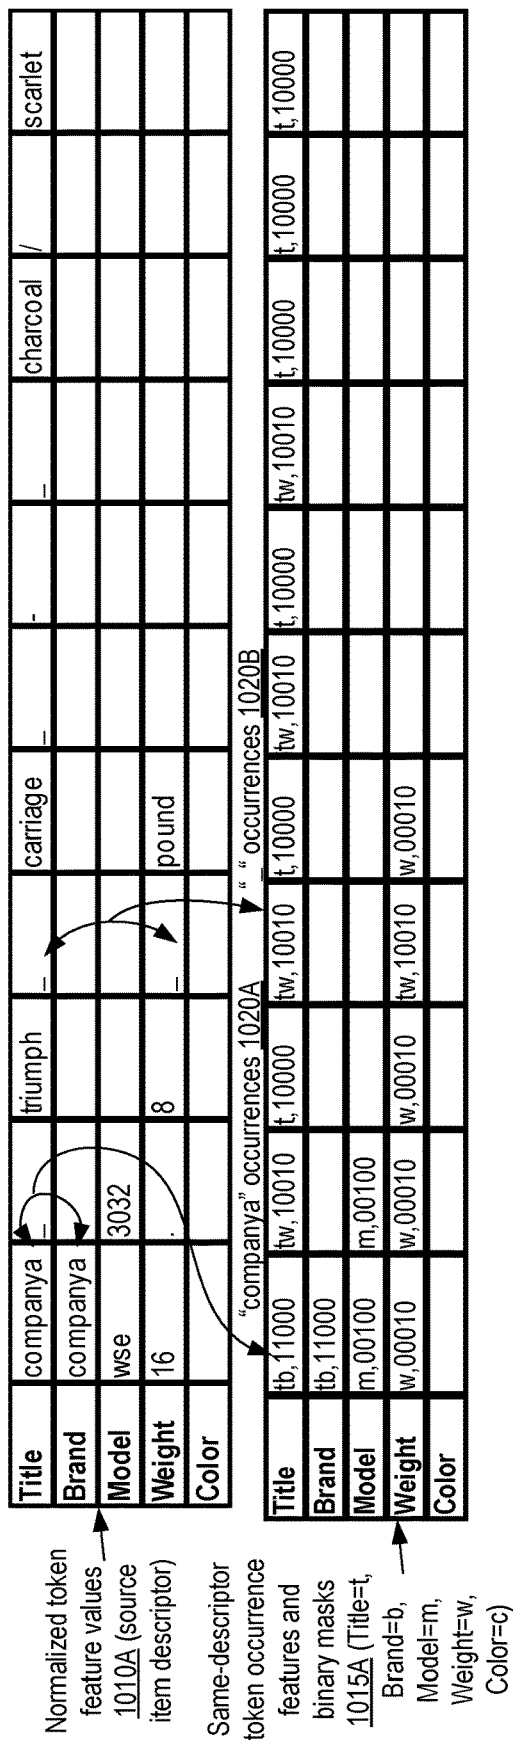 Normalized token
feature values
1010A (source
item descriptor)
Title companya _ triumph _ carriage _ - _ charcoal / scarlet
Brand companya
Model wse 3032
Weight 16 . 8 _ pound
Color
"companya" occurrences 1020A
"_" occurrences 1020B
Same-descriptor
token occurrence
features and
binary masks
1015A (Title=t,
Brand=b,
Model=m,
Weight=w,
Color=c)
Title tb,11000 tw,10010 t,10000 tw,10010 t,10000 tw,10010 t,10000 tw,10010 t,10000 t,10000 t,10000
Brand tb,11000
Model m,00100 m,00100
Weight w,00010 w,00010 w,00010 tw,10010 w,00010
Color